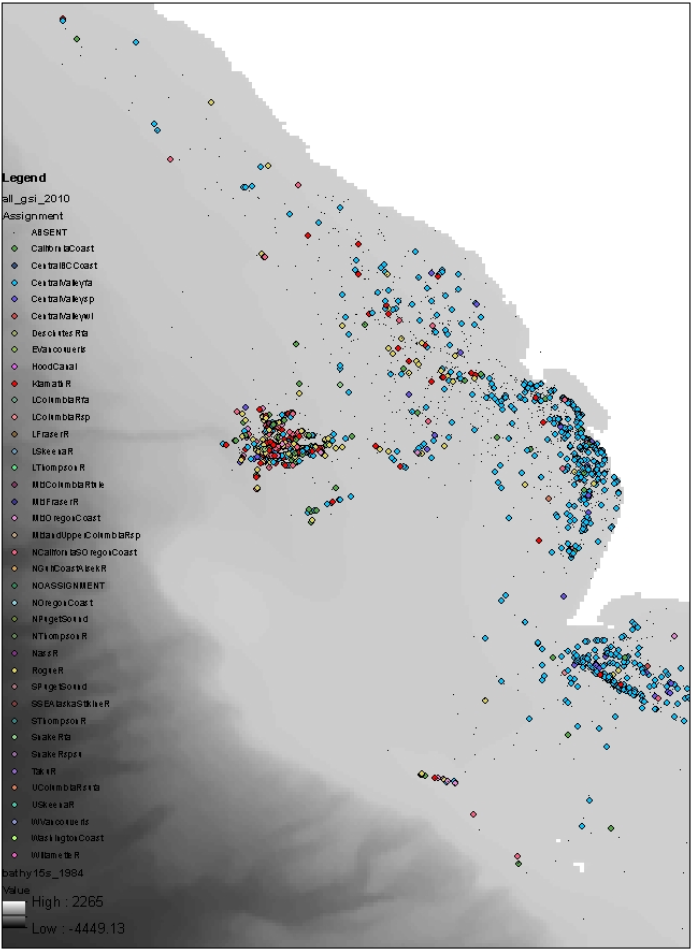 Legend
all_gsi_2010
Assignment
ABSENT
CaliforniaCoast
CentralBCCoast
CentralValleyfa
CentralValleysp
CentralValleywi
DeschutesRfa
EVancouverIs
HoodCanal
KlamathR
LColumbiaRfa
LColumbiaRsp
LFraserR
LSkeenaR
LThompsonR
MidColumbiaRtule
MidFraserR
MidOregonCoast
MidandUpperColumbiaRsp
NCaliforniaSOregonCoast
NGulfCoastAlsekR
NOASSIGNMENT
NOregonCoast
NPugetSound
NThompsonR
NassR
RogueR
SPugetSound
SSEAlaskaStikineR
SThompsonR
SnakeRfa
SnakeRspsu
TakuR
UColumbiaRsufa
USkeenaR
WVancouverIs
WashingtonCoast
WillametteR
bathy15s_1984
Value
High : 2265
Low : -4449.13